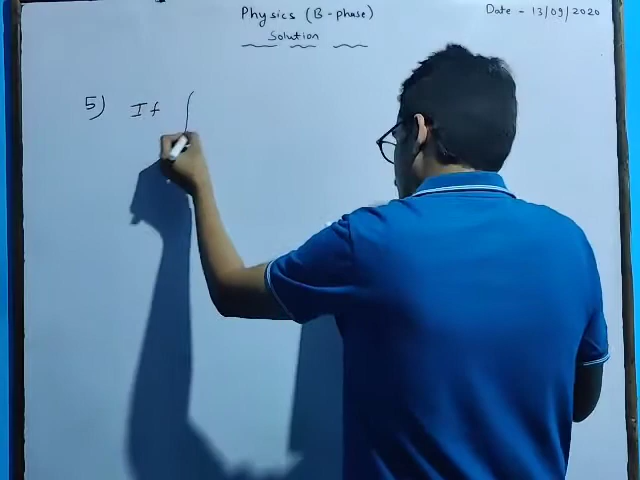 Physics (B-phase)
Date - 13/09/2020
Solution
5) If ∫